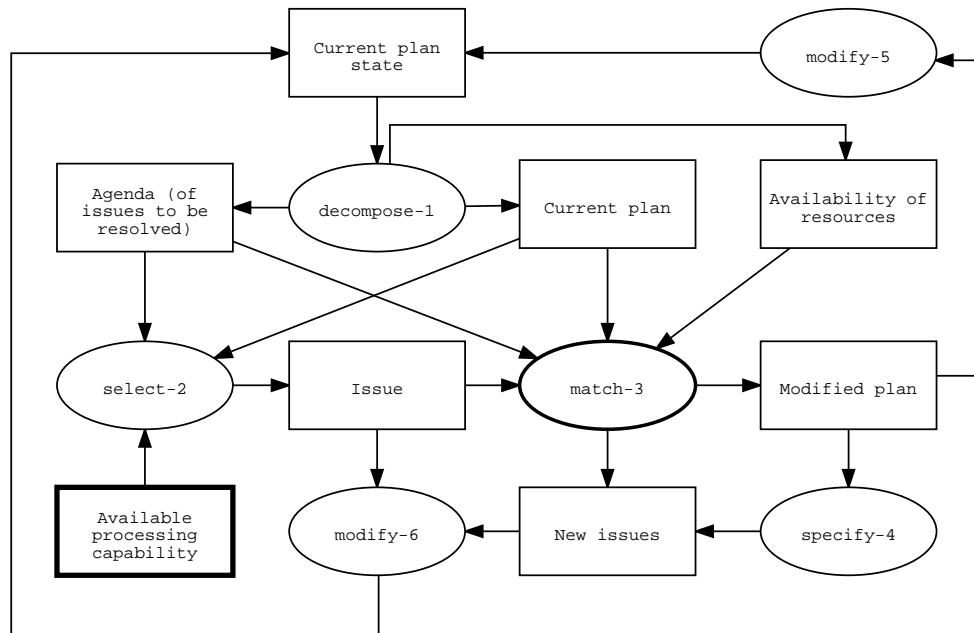 Current plan
state
modify-5
Agenda (of
issues to be
resolved)
decompose-1
Current plan
Availability of
resources
select-2
Issue
match-3
Modified plan
Available
processing
capability
modify-6
New issues
specify-4